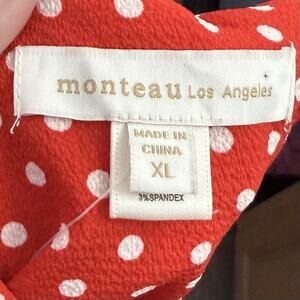 monteau Los Angeles
MADE IN
CHINA
XL
3%SPANDEX